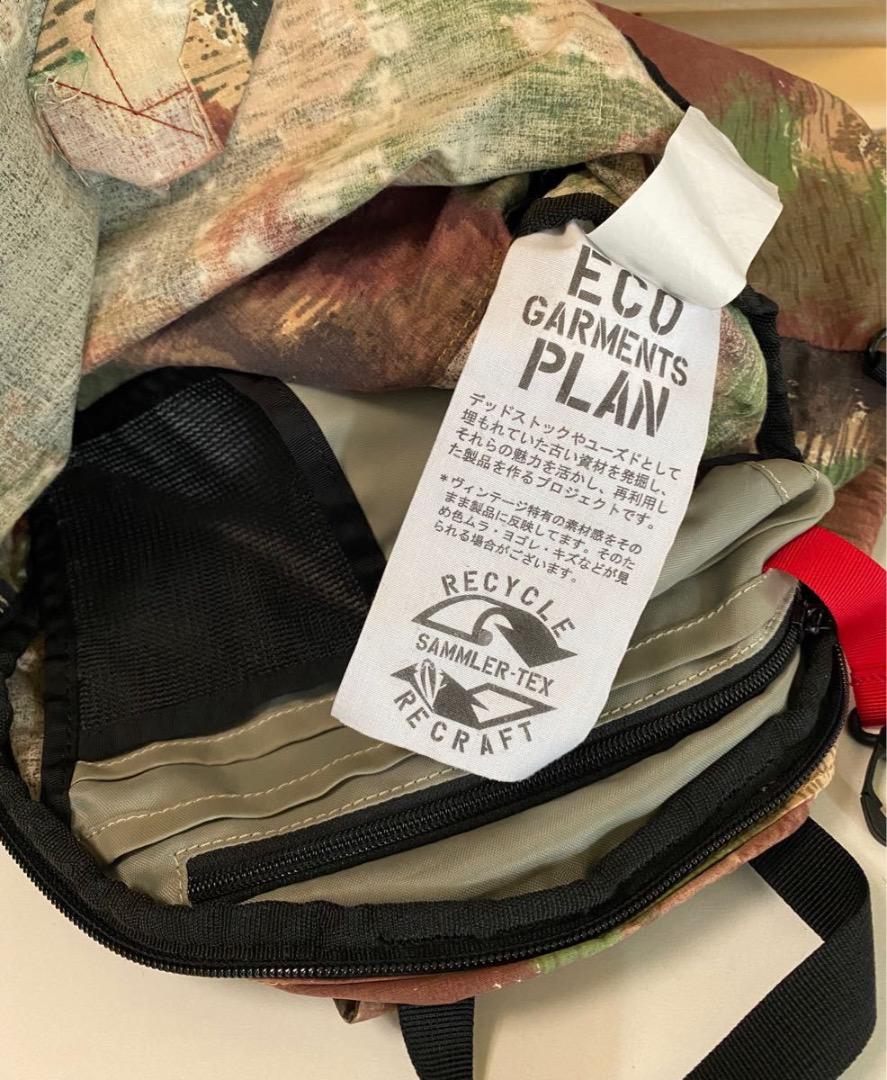 ECO
GARMENTS
PLAN
デッドストックやユーズドとして
埋もれていた古い資材を発掘し、
それらの魅力を活かし、再利用し
た製品を作るプロジェクトです。
*ヴィンテージ特有の素材感をその
まま製品に反映してます。そのた
め色ムラ・ヨゴレ・キズなどが見
られる場合がございます。
RECYCLE
SAMMLER-TEX
RECRAFT